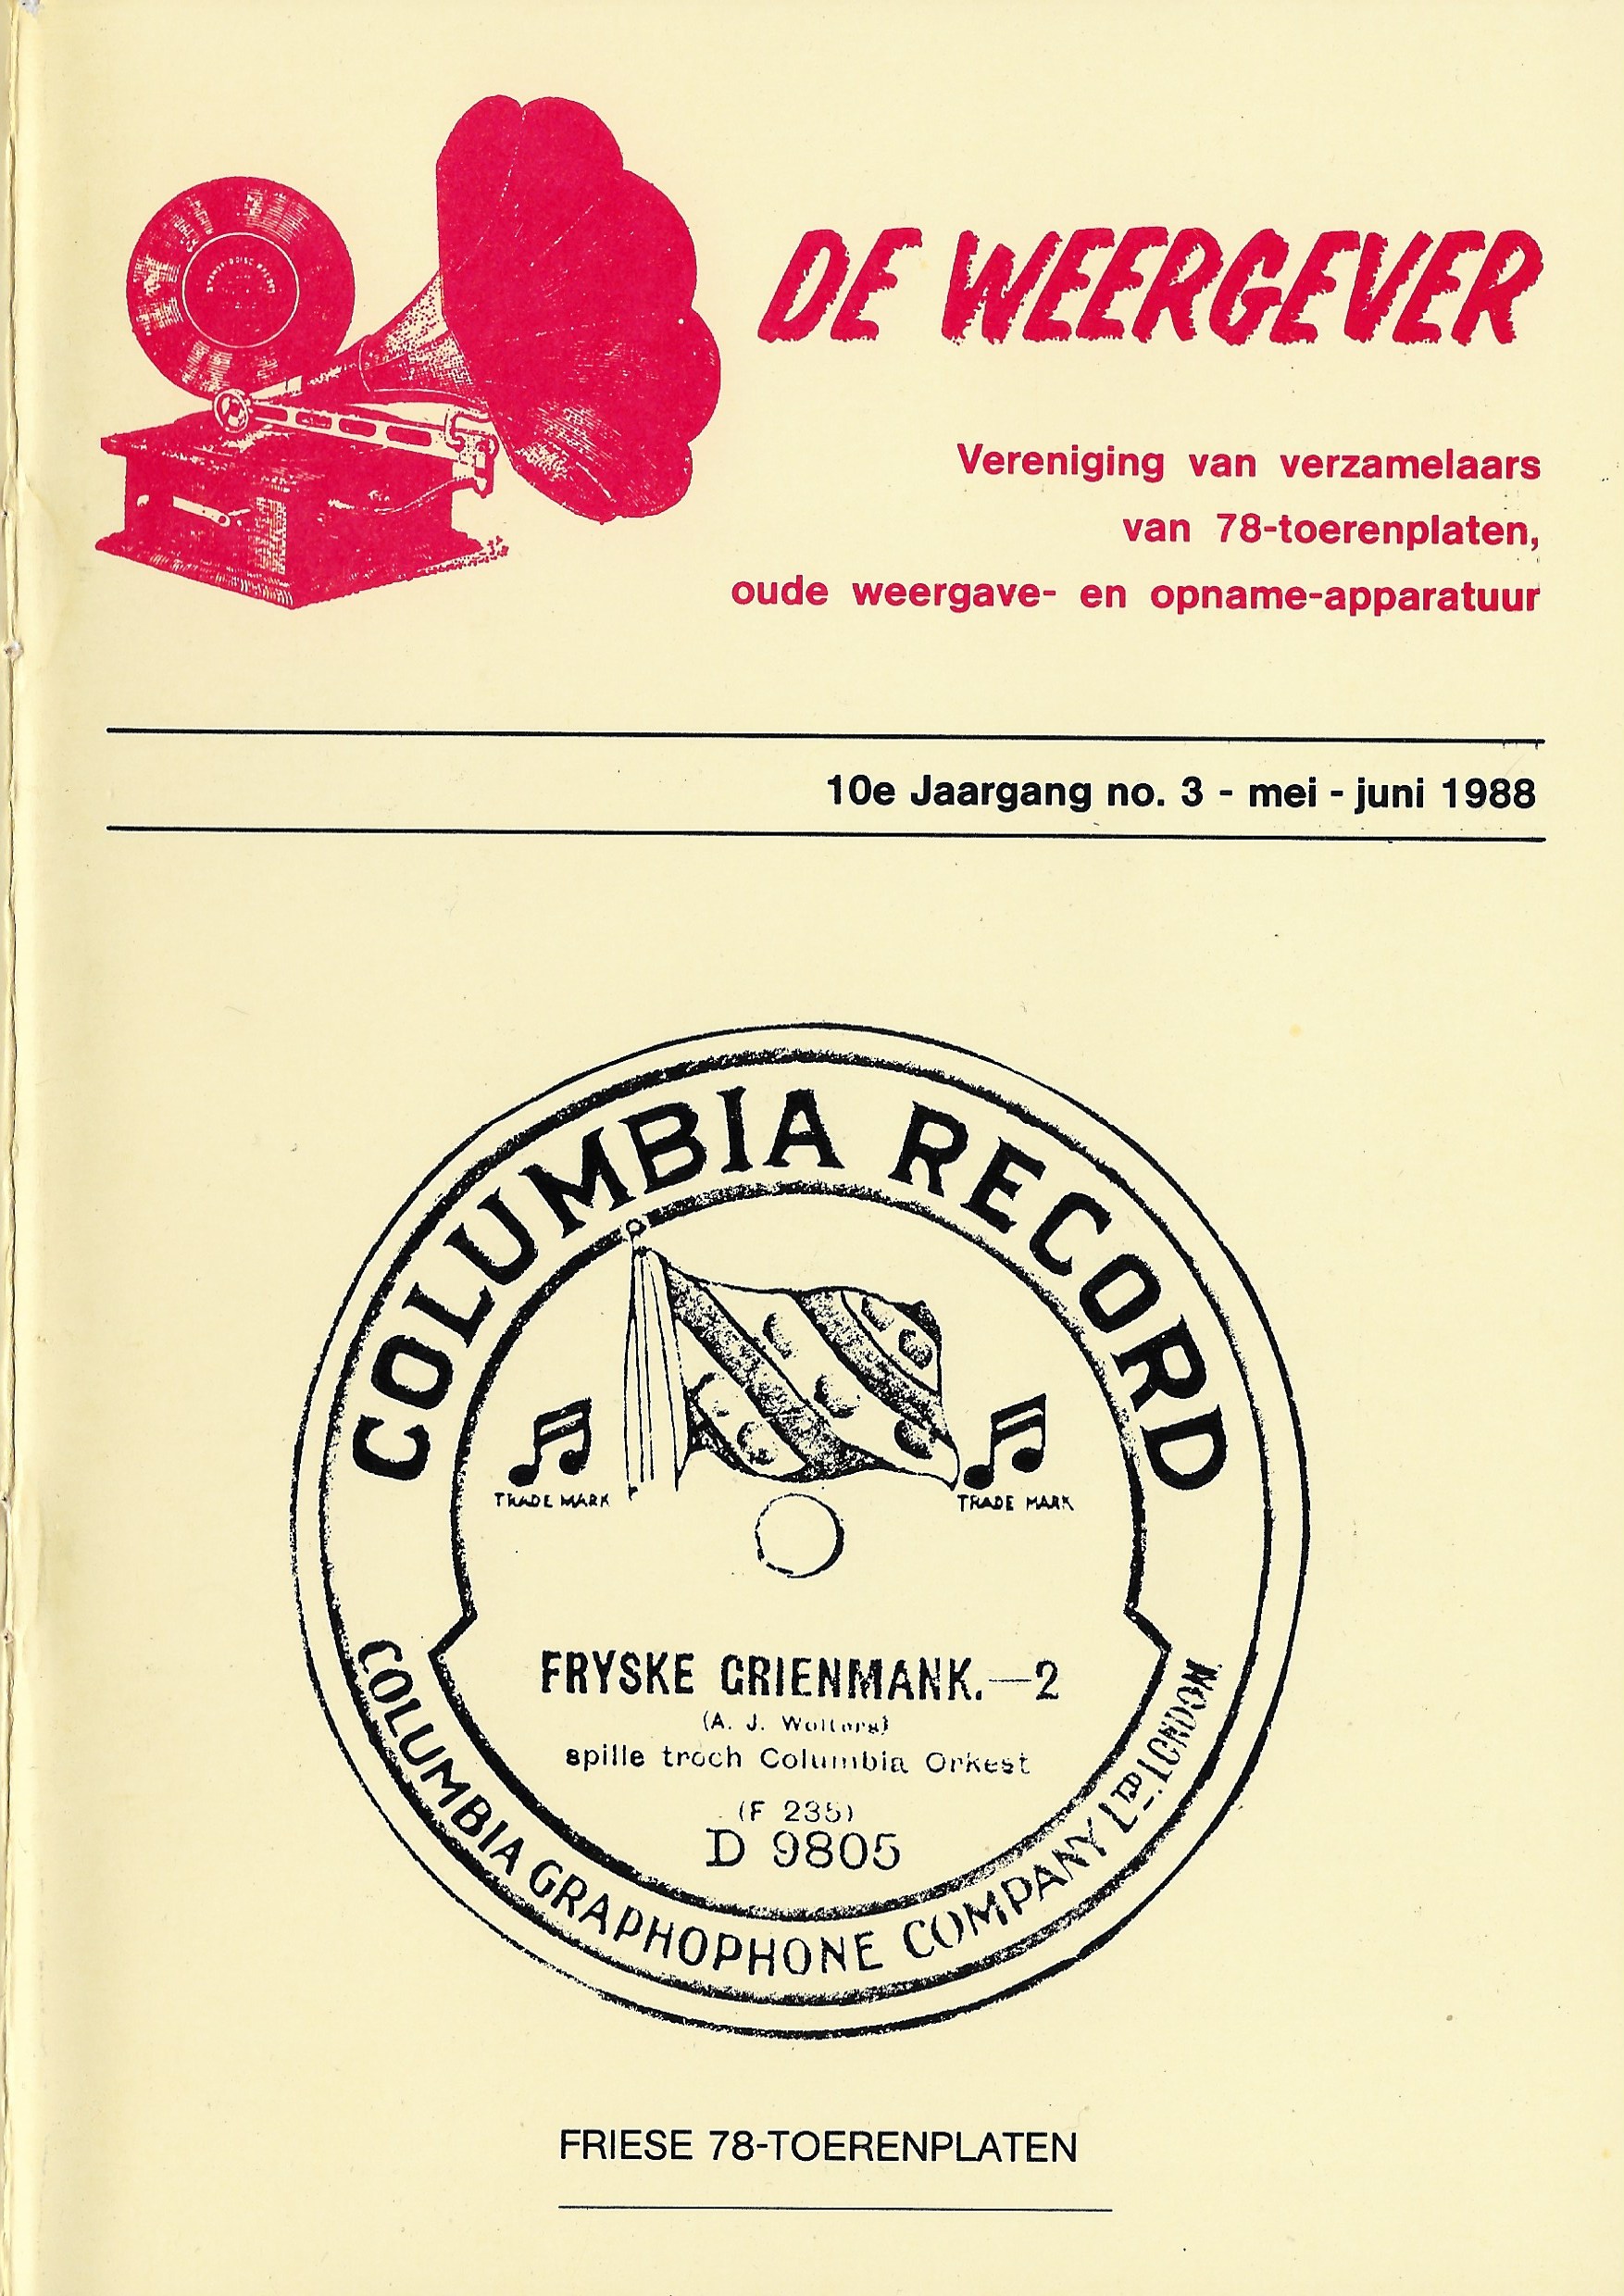 DE WEERGEVER
Vereniging van verzamelaars
van 78-toerenplaten,
oude weergave- en opname-apparatuur
10e Jaargang no. 3 - mei - juni 1988
COLUMBIA RECORD
TRADE MARK
TRADE MARK
FRYSKE GRIENMANK.—2
(A. J. Wolters)
spille troch Columbia Orkest
(F 235)
D 9805
COLUMBIA GRAPHOPHONE COMPANY LTD. LONDON.
FRIESE 78-TOERENPLATEN